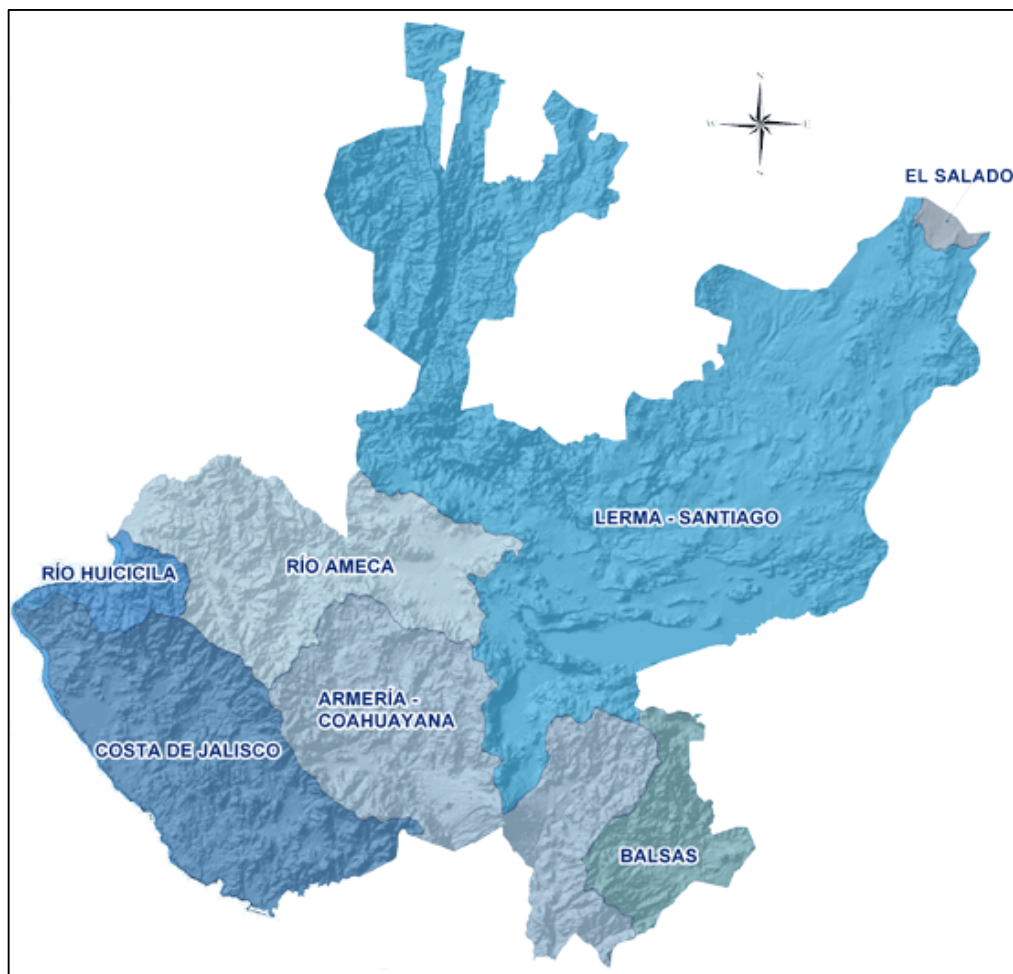 N
W E
S
EL SALADO
LERMA - SANTIAGO
RÍO AMECA
RÍO HUICICILA
ARMERÍA -
COAHUAYANA
COSTA DE JALISCO
BALSAS